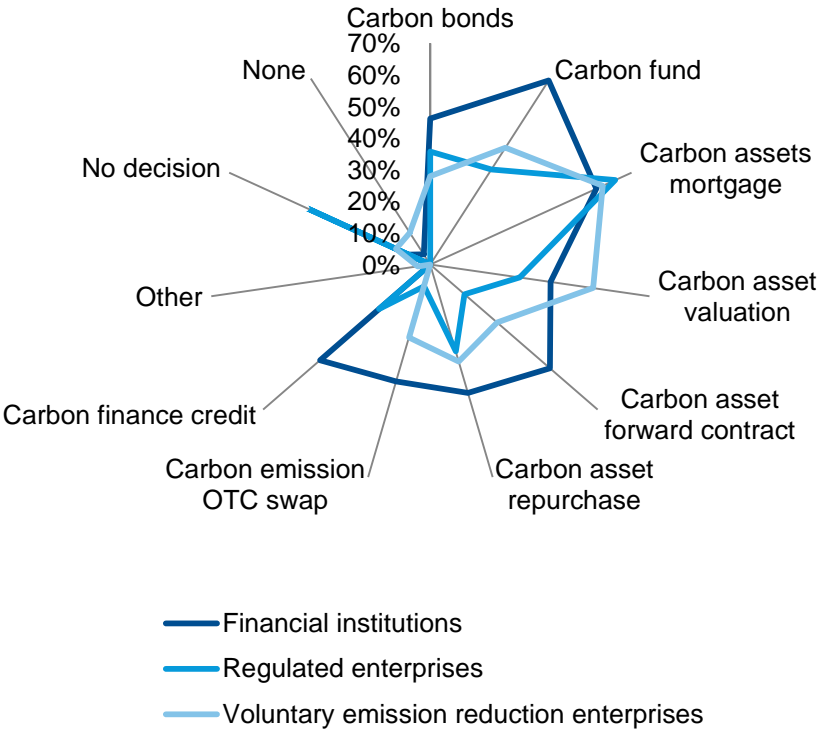 Carbon bonds
70%
60%
50%
40%
30%
20%
10%
0%
Carbon fund
Carbon assets
mortgage
Carbon asset
valuation
Carbon asset
forward contract
Carbon asset
repurchase
Carbon emission
OTC swap
Carbon finance credit
Other
No decision
None
Financial institutions
Regulated enterprises
Voluntary emission reduction enterprises